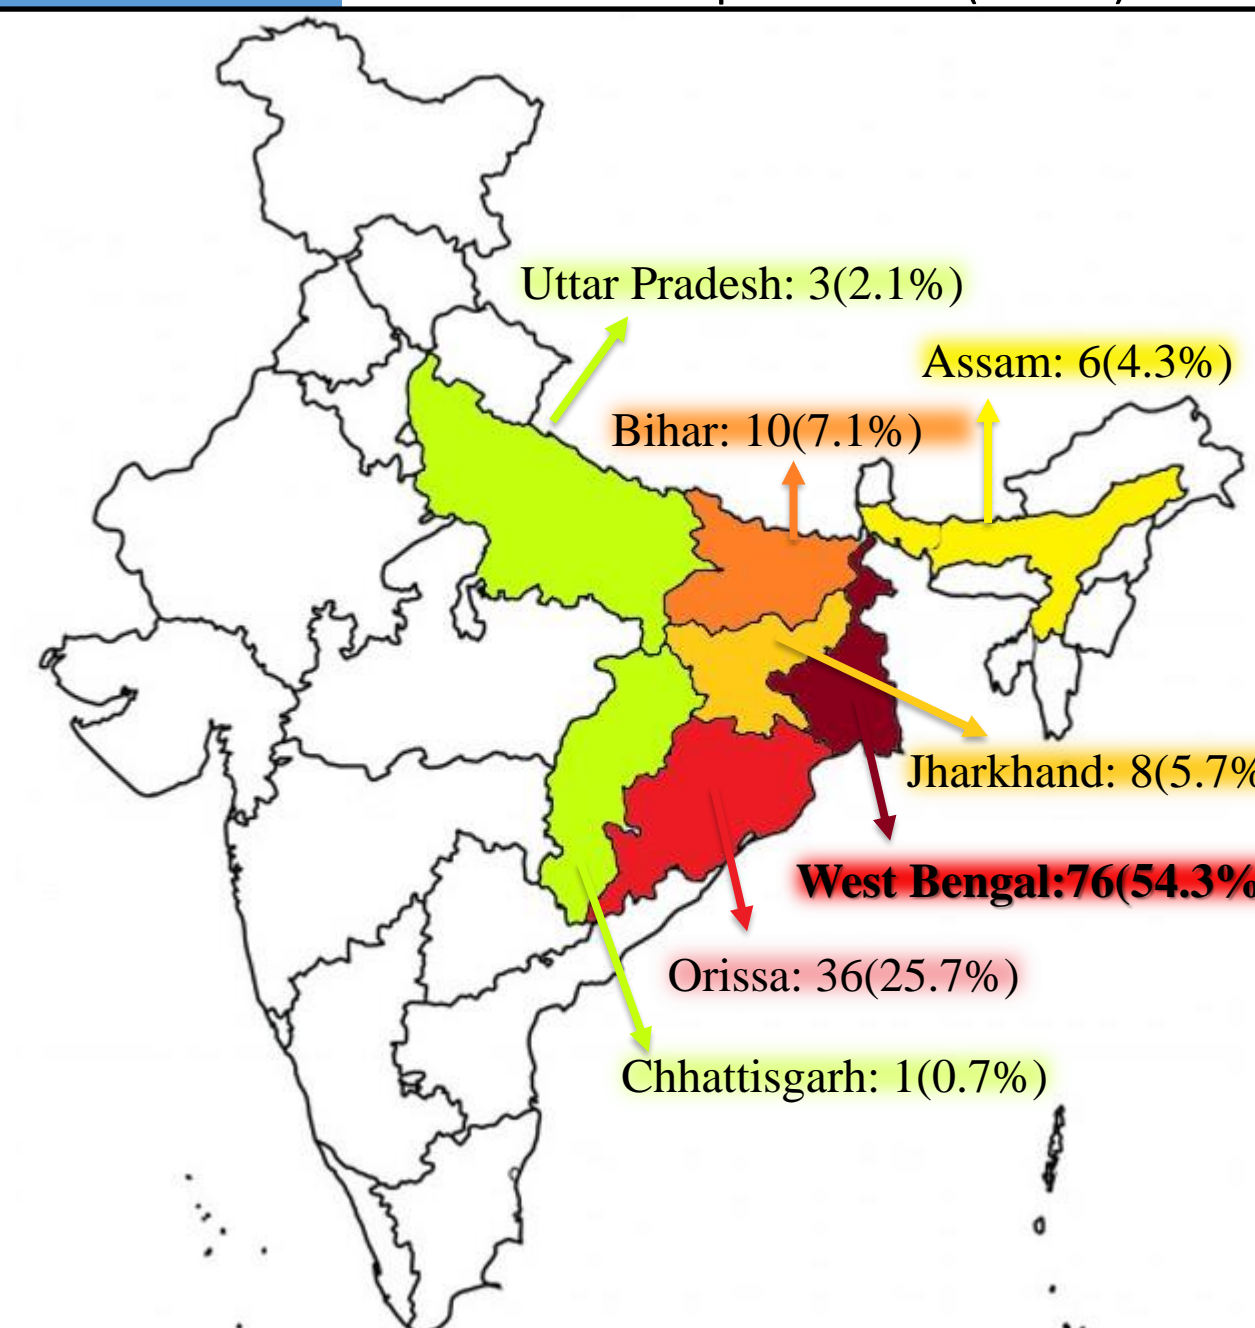 Uttar Pradesh: 3(2.1%)
Assam: 6(4.3%)
Bihar: 10(7.1%)
Jharkhand: 8(5.7%
West Bengal:76(54.3%
Orissa: 36(25.7%)
Chhattisgarh: 1(0.7%)